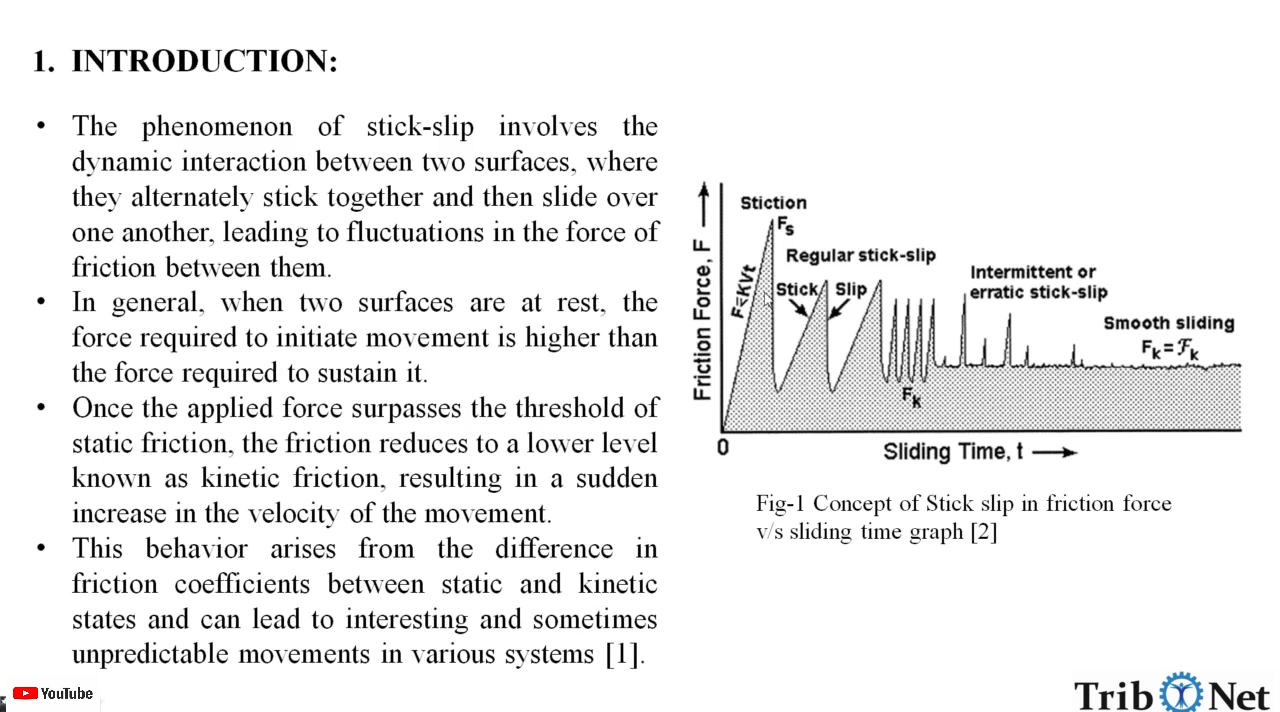 1. INTRODUCTION:
• The phenomenon of stick-slip involves the
dynamic interaction between two surfaces, where
they alternately stick together and then slide over
one another, leading to fluctuations in the force of
friction between them.
• In general, when two surfaces are at rest, the
force required to initiate movement is higher than
the force required to sustain it.
• Once the applied force surpasses the threshold of
static friction, the friction reduces to a lower level
known as kinetic friction, resulting in a sudden
increase in the velocity of the movement.
• This behavior arises from the difference in
friction coefficients between static and kinetic
states and can lead to interesting and sometimes
unpredictable movements in various systems [1].
Friction Force, F
Stiction
Fs
F=KVt
Regular stick-slip
Stick
Slip
Fk
Intermittent or
erratic stick-slip
Smooth sliding
Fk = ℱk
0
Sliding Time, t
Fig-1 Concept of Stick slip in friction force
v/s sliding time graph [2]
YouTube
Trib Net